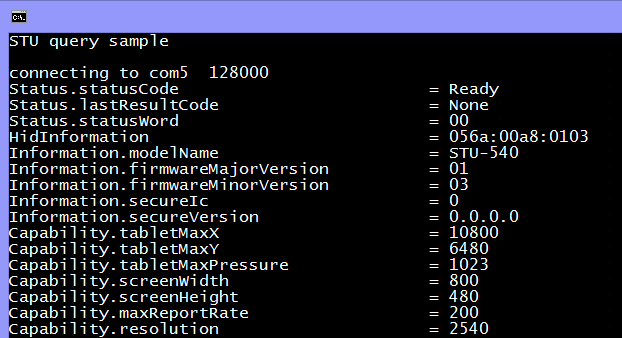 C:\.
STU query sample
connecting to com5  128000
Status.statusCode = Ready
Status.lastResultCode = None
Status.statusWord = 00
HidInformation = 056a:00a8:0103
Information.modelName = STU-540
Information.firmwareMajorVersion = 01
Information.firmwareMinorVersion = 03
Information.secureIc = 0
Information.secureVersion = 0.0.0.0
Capability.tabletMaxX = 10800
Capability.tabletMaxY = 6480
Capability.tabletMaxPressure = 1023
Capability.screenWidth = 800
Capability.screenHeight = 480
Capability.maxReportRate = 200
Capability.resolution = 2540